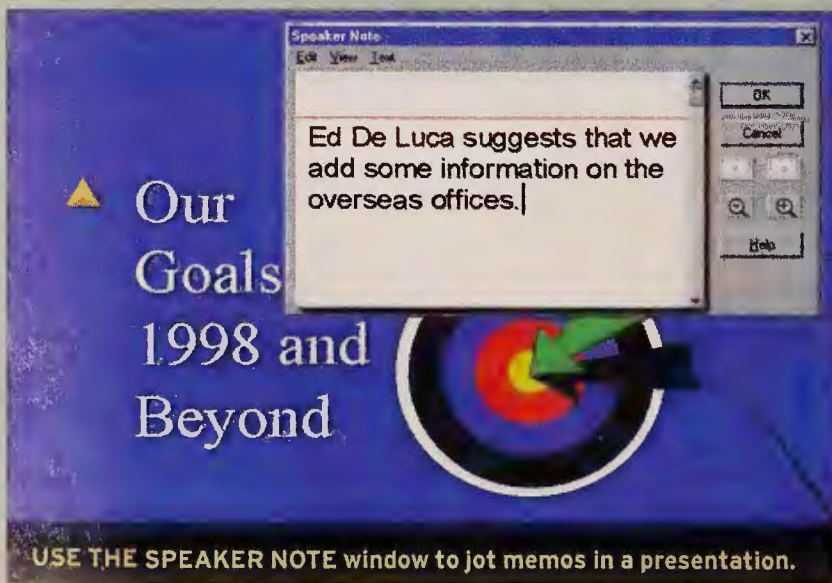 Speaker Note
Edit View Text
Ed De Luca suggests that we
add some information on the
overseas offices.
OK
Cancel
Help
Our
Goals
1998 and
Beyond
USE THE SPEAKER NOTE window to jot memos in a presentation.